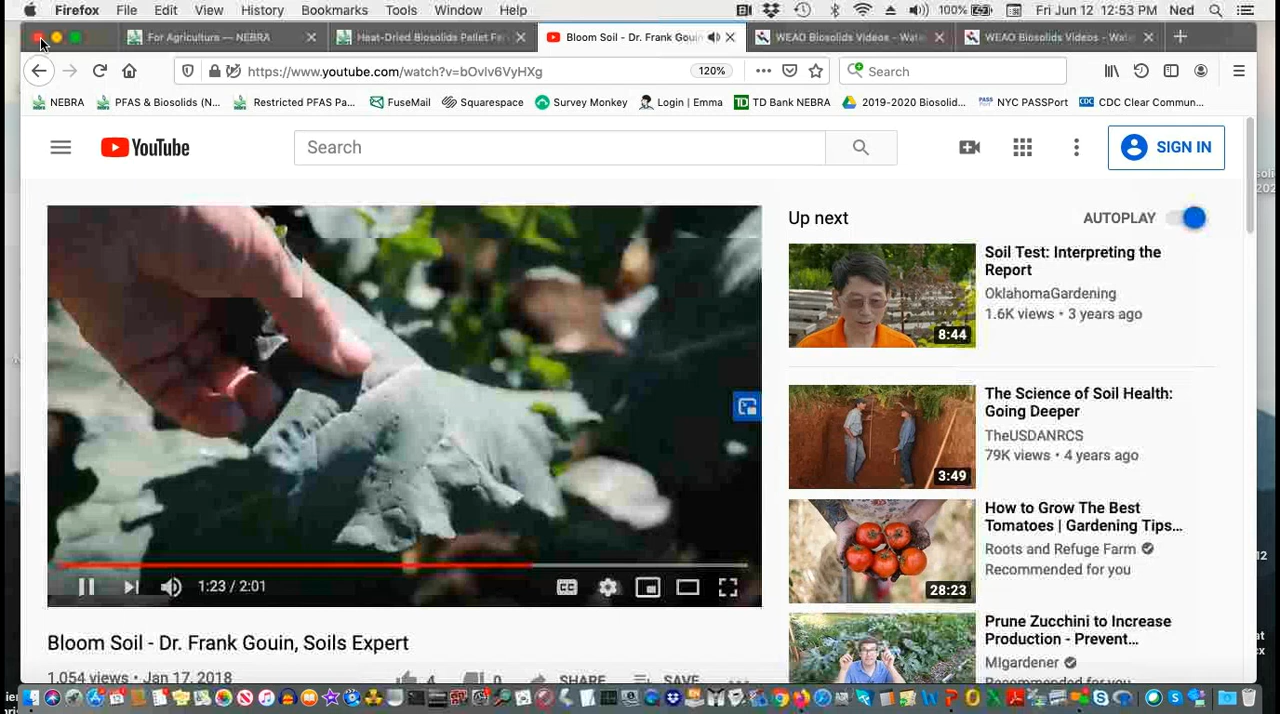 Firefox File Edit View History Bookmarks Tools Window Help 100% Fri Jun 12 12:53 PM Ned
For Agriculture — NEBRA Heat-Dried Biosolids Pellet Fer Bloom Soil - Dr. Frank Gouin WEAO Biosolids Videos - Wate WEAO Biosolids Videos - Wate
https://www.youtube.com/watch?v=bOvlv6VyHXg 120% Search
NEBRA PFAS & Biosolids (N... Restricted PFAS Pa... FuseMail Squarespace Survey Monkey Login | Emma TD Bank NEBRA 2019-2020 Biosolid... NYC PASSPort CDC Clear Commun...
YouTube Search SIGN IN
Up next AUTOPLAY
Soil Test: Interpreting the
Report
OklahomaGardening
1.6K views • 3 years ago
8:44
The Science of Soil Health:
Going Deeper
TheUSDANRCS
79K views • 4 years ago
3:49
How to Grow The Best
Tomatoes | Gardening Tips...
Roots and Refuge Farm
Recommended for you
28:23
1:23 / 2:01
Prune Zucchini to Increase
Production - Prevent...
MIgardener
Recommended for you
Bloom Soil - Dr. Frank Gouin, Soils Expert
1,054 views • Jan 17, 2018 4 0 SHARE SAVE